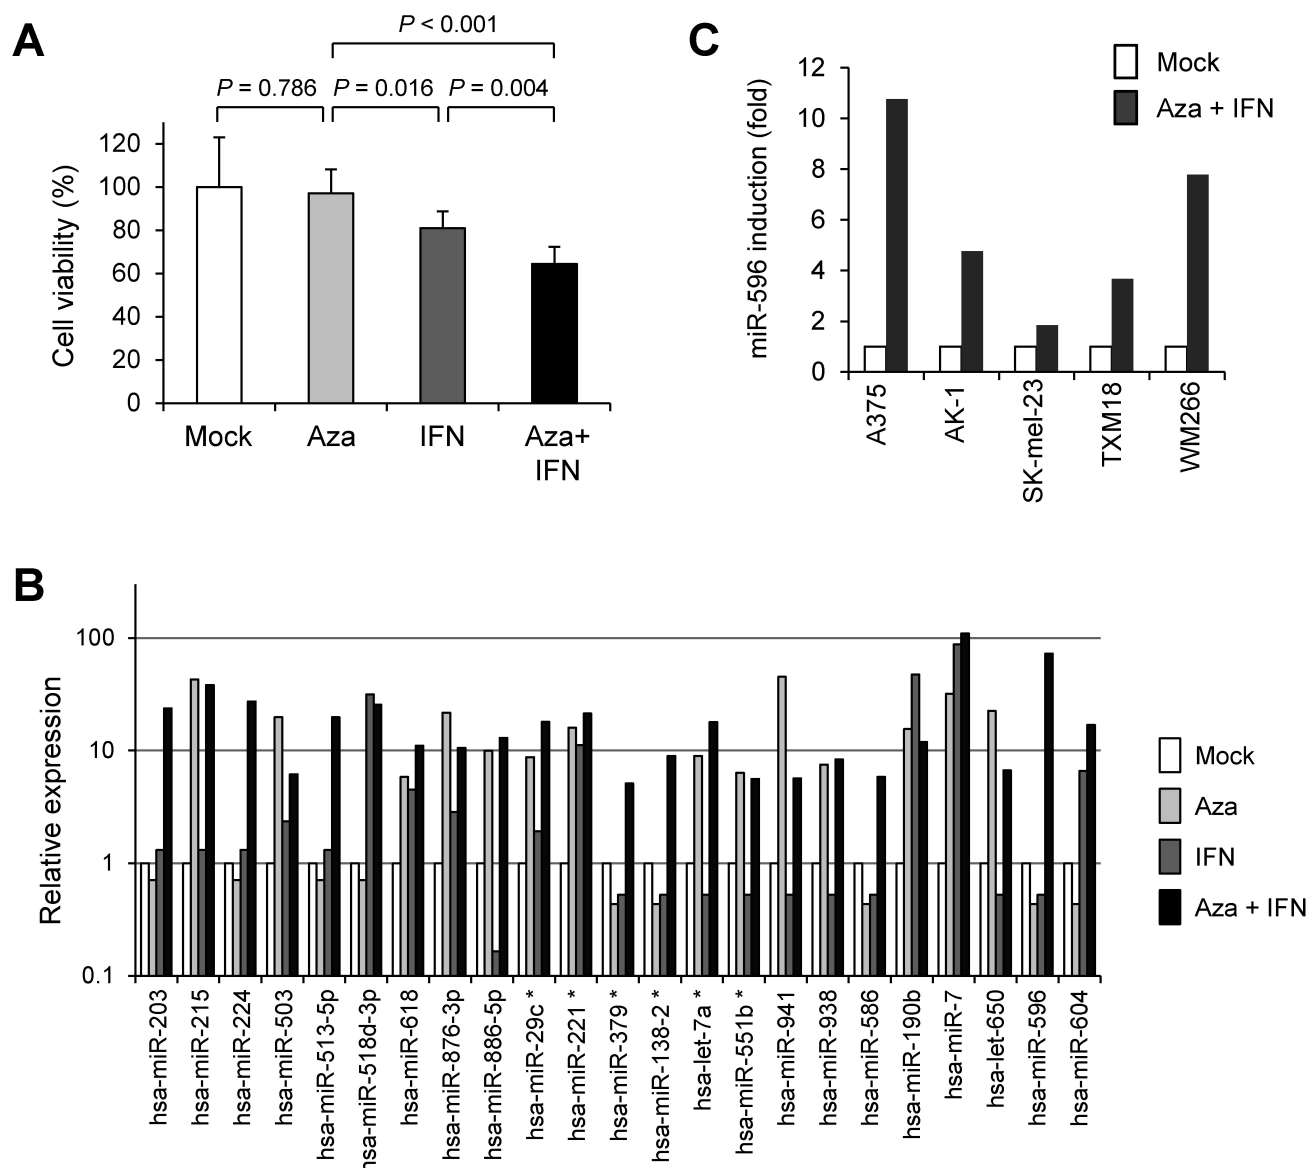 A
P < 0.001
P = 0.786
P = 0.016
P = 0.004
Cell viability (%)
120
100
80
60
40
20
0
Mock
Aza
IFN
Aza+
IFN
C
Mock
Aza + IFN
miR-596 induction (fold)
12
10
8
6
4
2
0
A375
AK-1
SK-mel-23
TXM18
WM266
B
Relative expression
100
10
1
0.1
hsa-miR-203
hsa-miR-215
hsa-miR-224
hsa-miR-503
hsa-miR-513-5p
hsa-miR-518d-3p
hsa-miR-618
hsa-miR-876-3p
hsa-miR-886-5p
hsa-miR-29c *
hsa-miR-221 *
hsa-miR-379 *
hsa-miR-138-2 *
hsa-let-7a *
hsa-miR-551b *
hsa-miR-941
hsa-miR-938
hsa-miR-586
hsa-miR-190b
hsa-miR-7
hsa-let-650
hsa-miR-596
hsa-miR-604
Mock
Aza
IFN
Aza + IFN